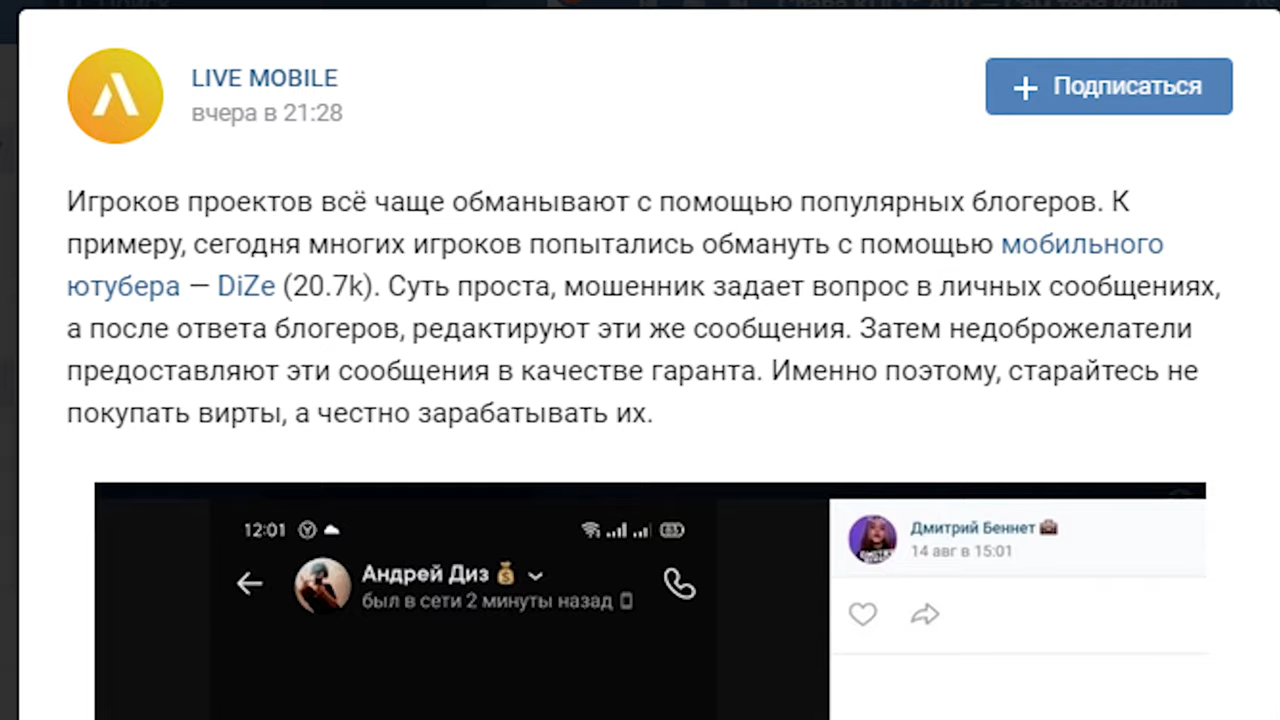 LIVE MOBILE
вчера в 21:28
Подписаться
Игроков проектов всё чаще обманывают с помощью популярных блогеров. К
примеру, сегодня многих игроков попытались обмануть с помощью мобильного
ютубера — DiZe (20.7k). Суть проста, мошенник задает вопрос в личных сообщениях,
а после ответа блогеров, редактируют эти же сообщения. Затем недоброжелатели
предоставляют эти сообщения в качестве гаранта. Именно поэтому, старайтесь не
покупать вирты, а честно зарабатывать их.
12:01
Андрей Диз
был в сети 2 минуты назад
Дмитрий Беннет
14 авг в 15:01